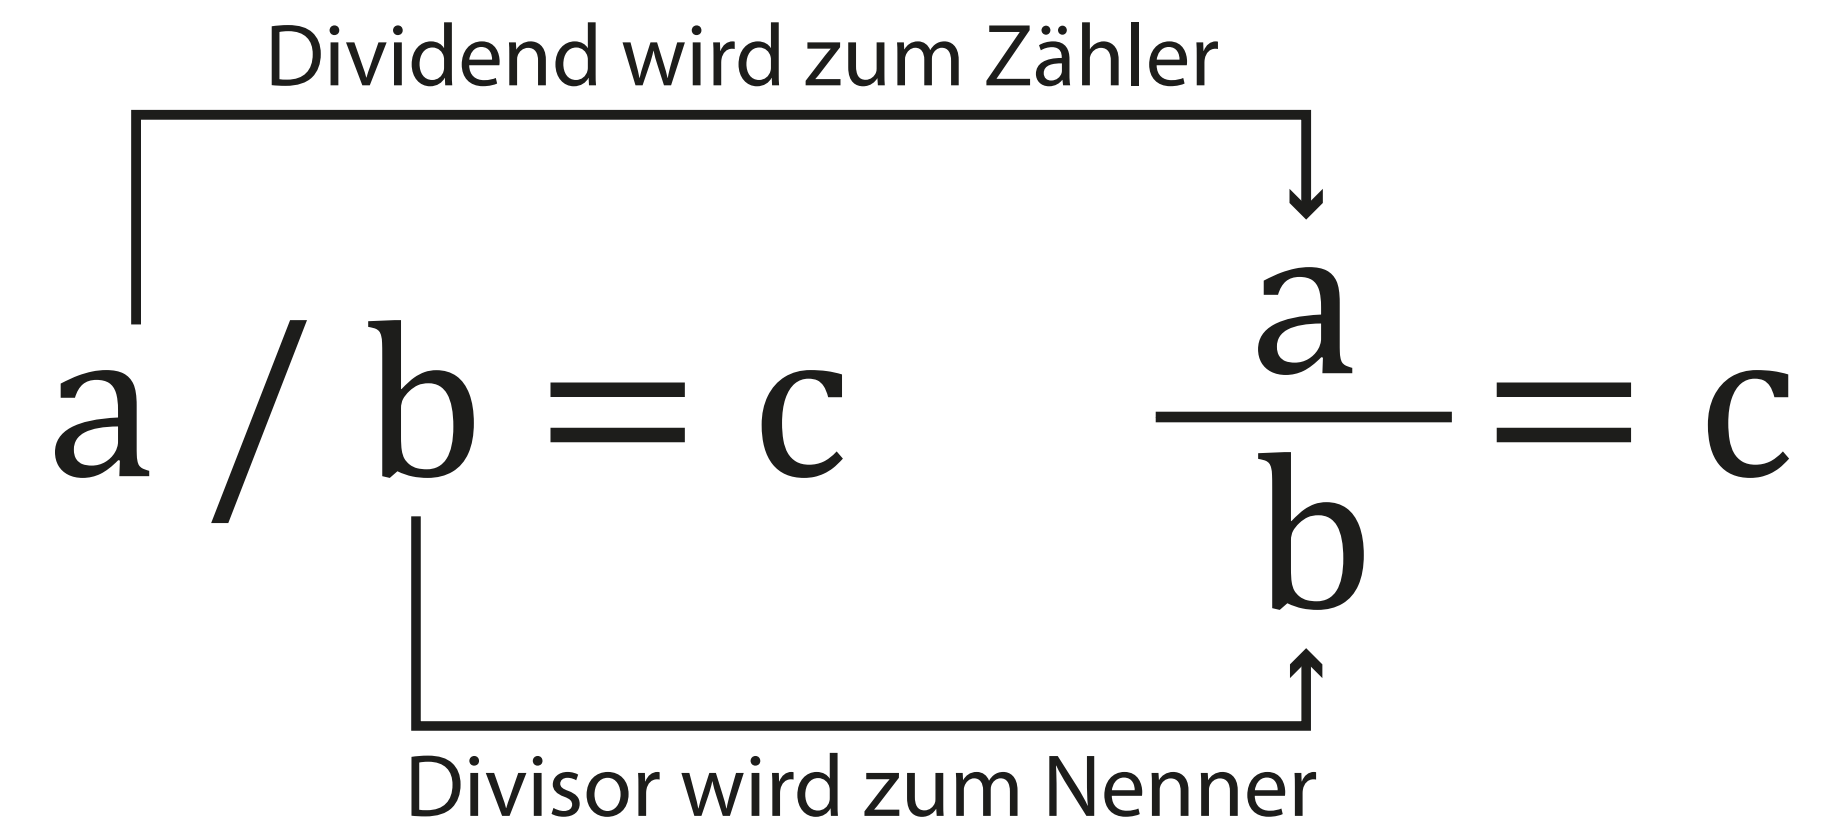 Dividend wird zum Zähler
a / b = c
a
b
= c
Divisor wird zum Nenner